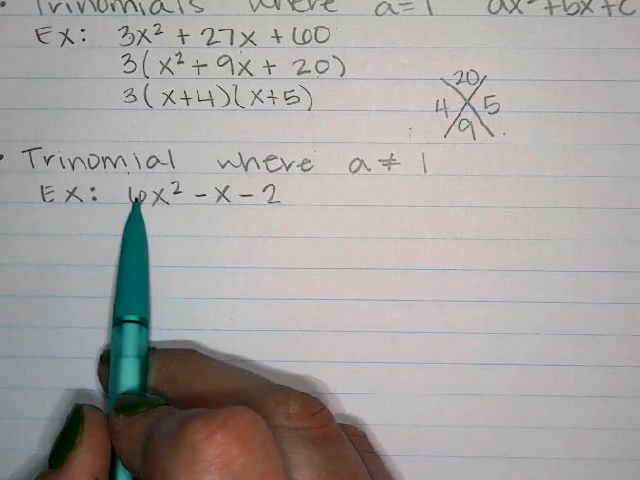 • Trinomials where a=1 ax²+bx+c
EX: 3x² + 27x + 60
3(x² + 9x + 20)
3(x+4)(x+5)
20
4 5
9
• Trinomial where a ≠ 1
EX: 6x² - x - 2